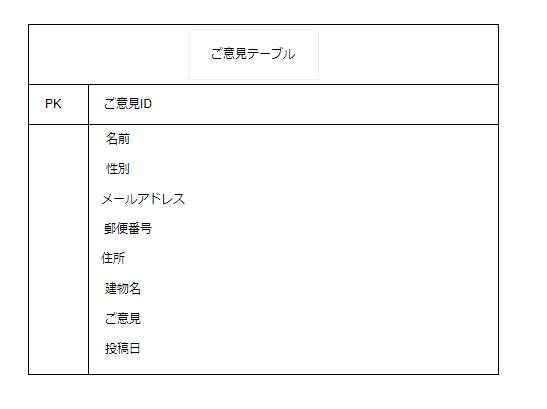 ご意見テーブル
PK ご意見ID
名前
性別
メールアドレス
郵便番号
住所
建物名
ご意見
投稿日